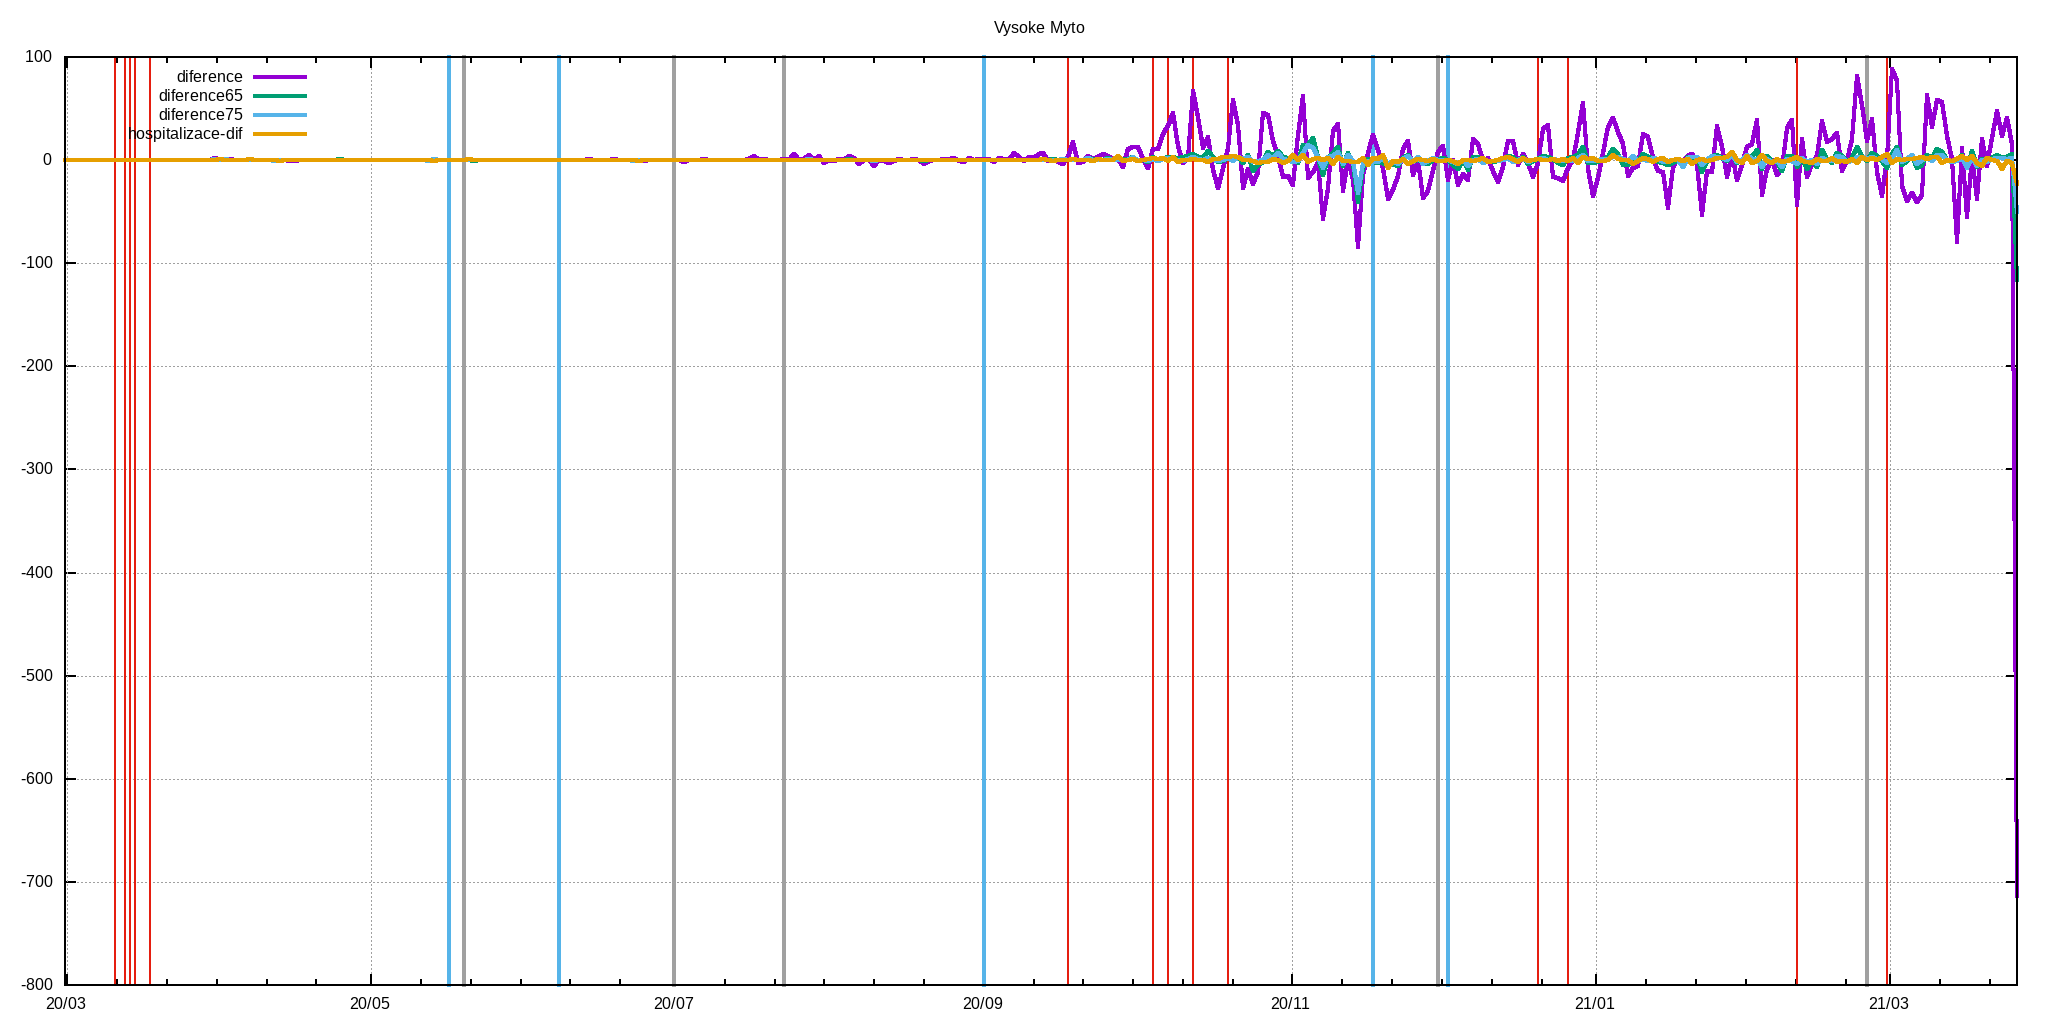 Vysoke Myto
diference
diference65
diference75
hospitalizace-dif
100
0
-100
-200
-300
-400
-500
-600
-700
-800
20/03 20/05 20/07 20/09 20/11 21/01 21/03